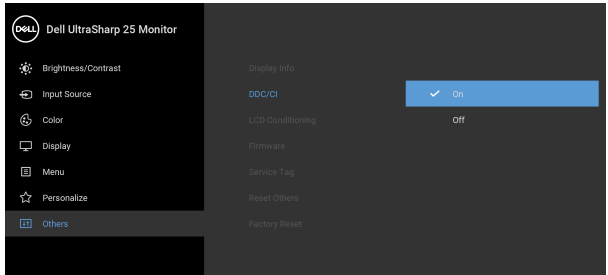 DELL Dell UltraSharp 25 Monitor
Brightness/Contrast
Input Source
Color
Display
Menu
Personalize
Others
Display Info
DDC/CI
LCD Conditioning
Firmware
Service Tag
Reset Others
Factory Reset
On
Off